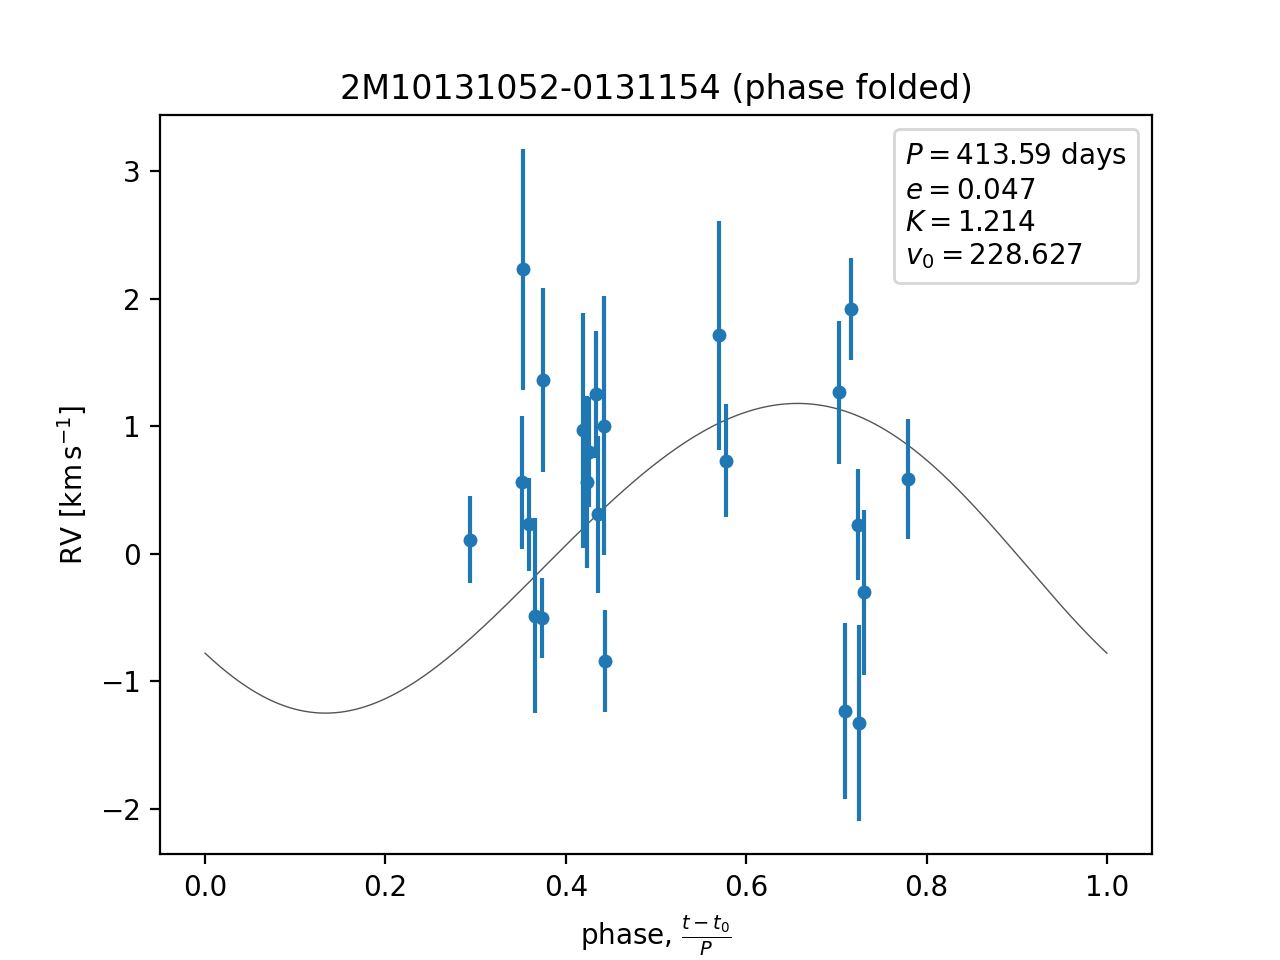 2M10131052-0131154 (phase folded)
P = 413.59 days
e = 0.047
K = 1.214
v₀ = 228.627
3
2
1
0
−1
−2
RV [km s⁻¹]
0.0 0.2 0.4 0.6 0.8 1.0
phase, (t − t₀)/P